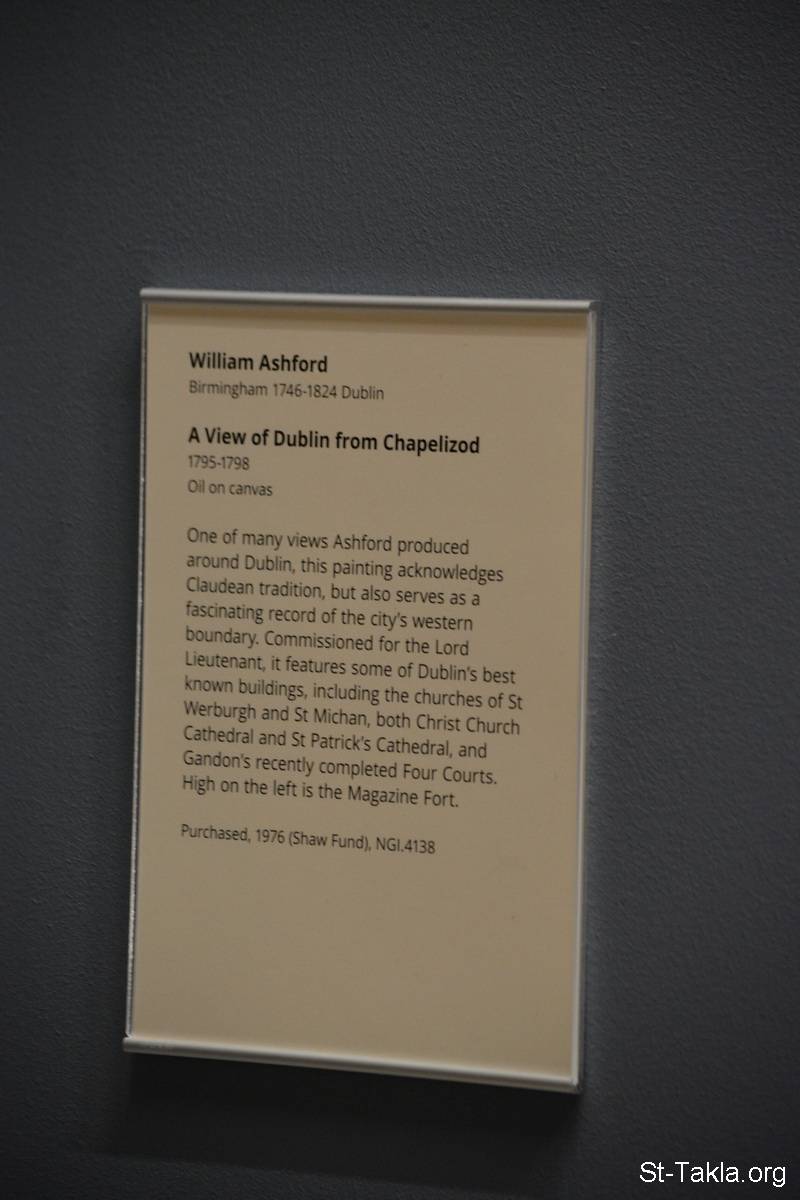 William Ashford
Birmingham 1746-1824 Dublin
A View of Dublin from Chapelizod
1795-1798
Oil on canvas
One of many views Ashford produced
around Dublin, this painting acknowledges
Claudean tradition, but also serves as a
fascinating record of the city's western
boundary. Commissioned for the Lord
Lieutenant, it features some of Dublin's best
known buildings, including the churches of St
Werburgh and St Michan, both Christ Church
Cathedral and St Patrick's Cathedral, and
Gandon's recently completed Four Courts.
High on the left is the Magazine Fort.
Purchased, 1976 (Shaw Fund), NGI.4138
St-Takla.org